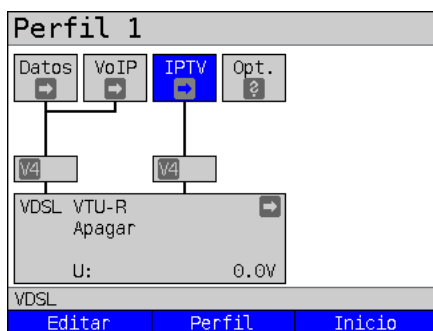 Perfil 1
Datos VoIP IPTV Opt.
V4 V4
VDSL VTU-R
Apagar
U: 0.0V
VDSL
Editar Perfil Inicio